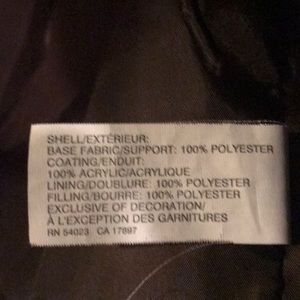 SHELL/EXTÉRIEUR:
BASE FABRIC/SUPPORT: 100% POLYESTER
COATING/ENDUIT:
100% ACRYLIC/ACRYLIQUE
LINING/DOUBLURE: 100% POLYESTER
FILLING/BOURRE: 100% POLYESTER
EXCLUSIVE OF DECORATION/
À L'EXCEPTION DES GARNITURES
RN 54023 CA 17897